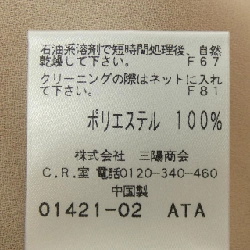 石油系溶剤で短時間処理後、自然
乾燥して下さい。 F67
クリーニングの際はネットに入れ
て下さい。 F81
ポリエステル 100%
株式会社 三陽商会
C.R.室 電話0120-340-460
中国製
01421-02 ATA